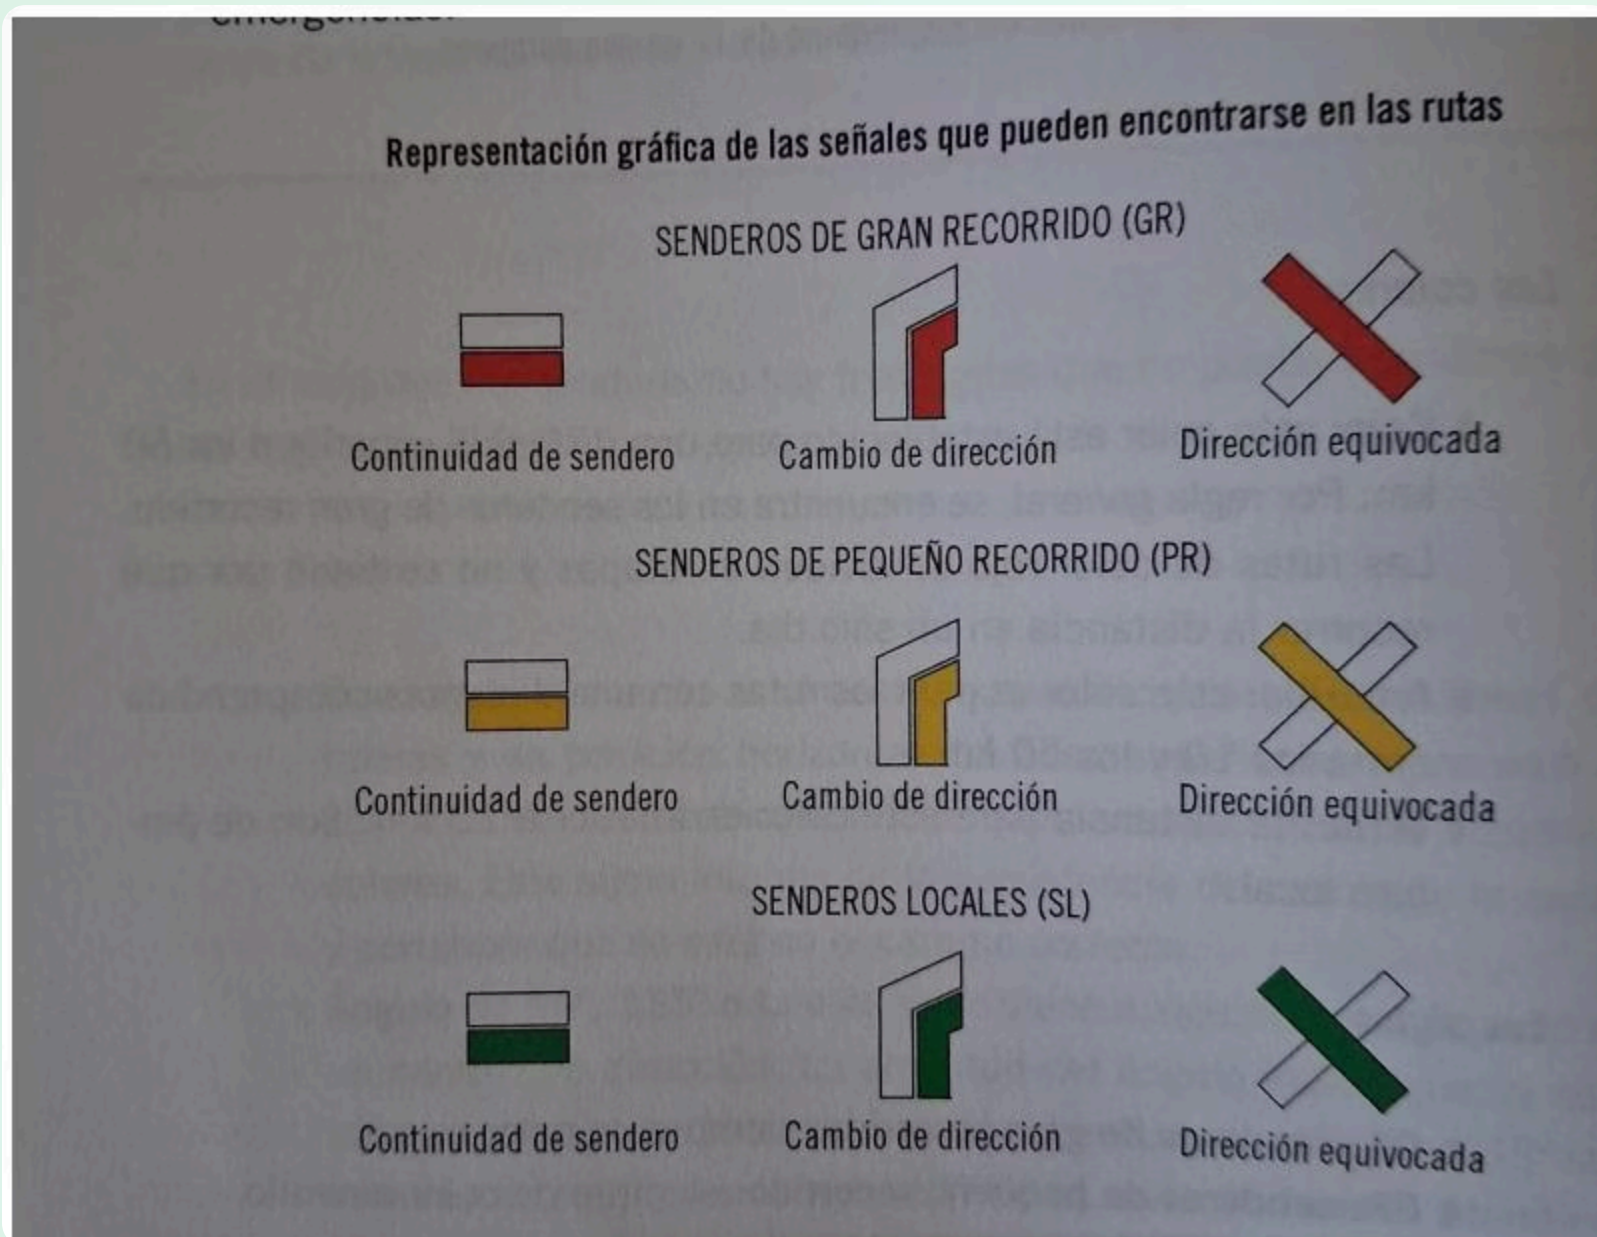 emergencias.
Representación gráfica de las señales que pueden encontrarse en las rutas
SENDEROS DE GRAN RECORRIDO (GR)
Continuidad de sendero
Cambio de dirección
Dirección equivocada
SENDEROS DE PEQUEÑO RECORRIDO (PR)
Continuidad de sendero
Cambio de dirección
Dirección equivocada
SENDEROS LOCALES (SL)
Continuidad de sendero
Cambio de dirección
Dirección equivocada